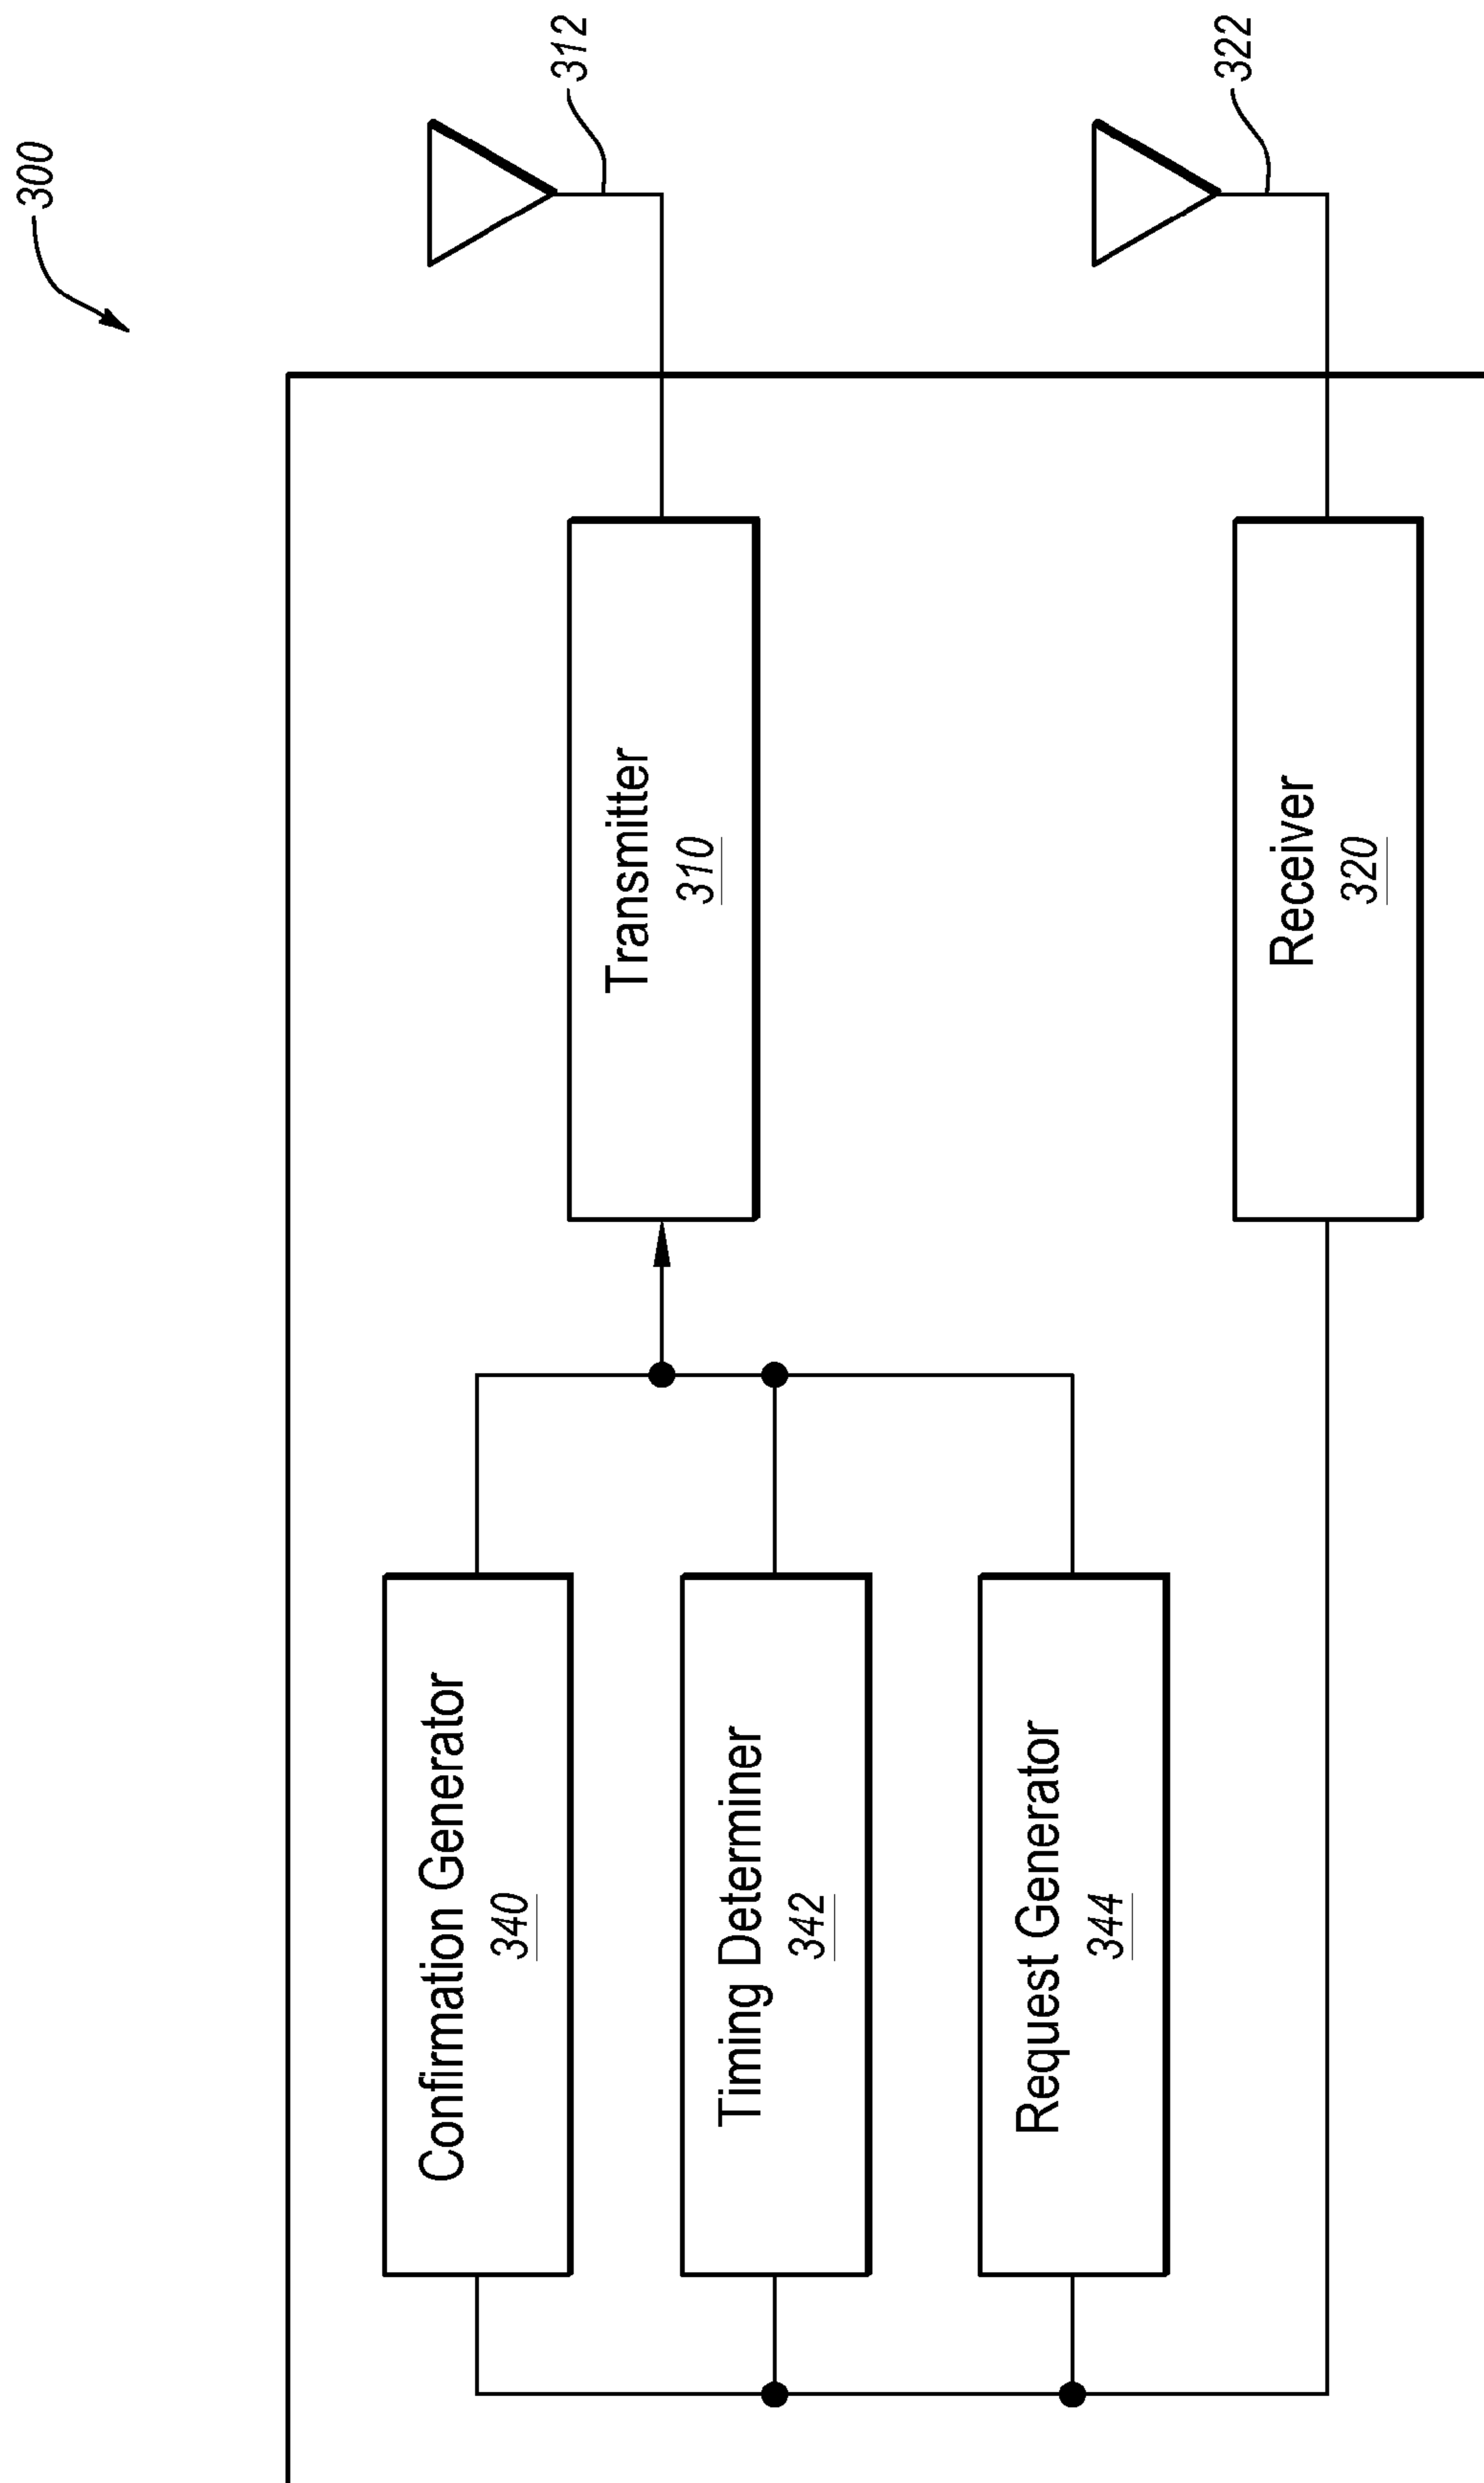 300
Confirmation Generator
340
Timing Determiner
342
Request Generator
344
Transmitter
310
312
Receiver
320
322